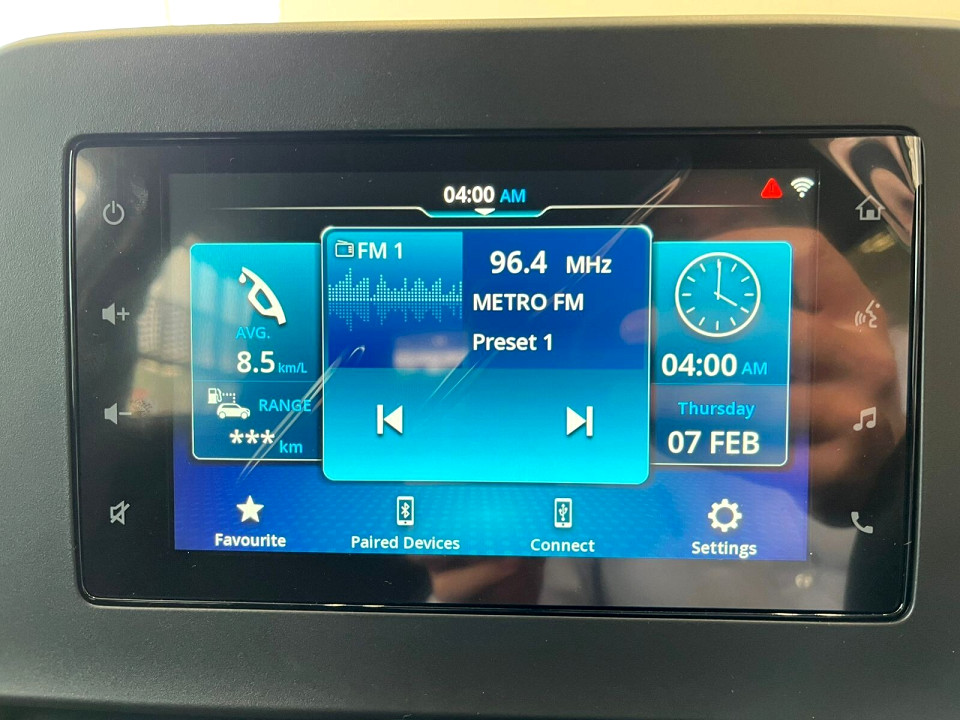 04:00 AM
FM 1
96.4 MHz
METRO FM
Preset 1
AVG.
8.5 km/L
RANGE
*** km
04:00 AM
Thursday
07 FEB
Favourite
Paired Devices
Connect
Settings